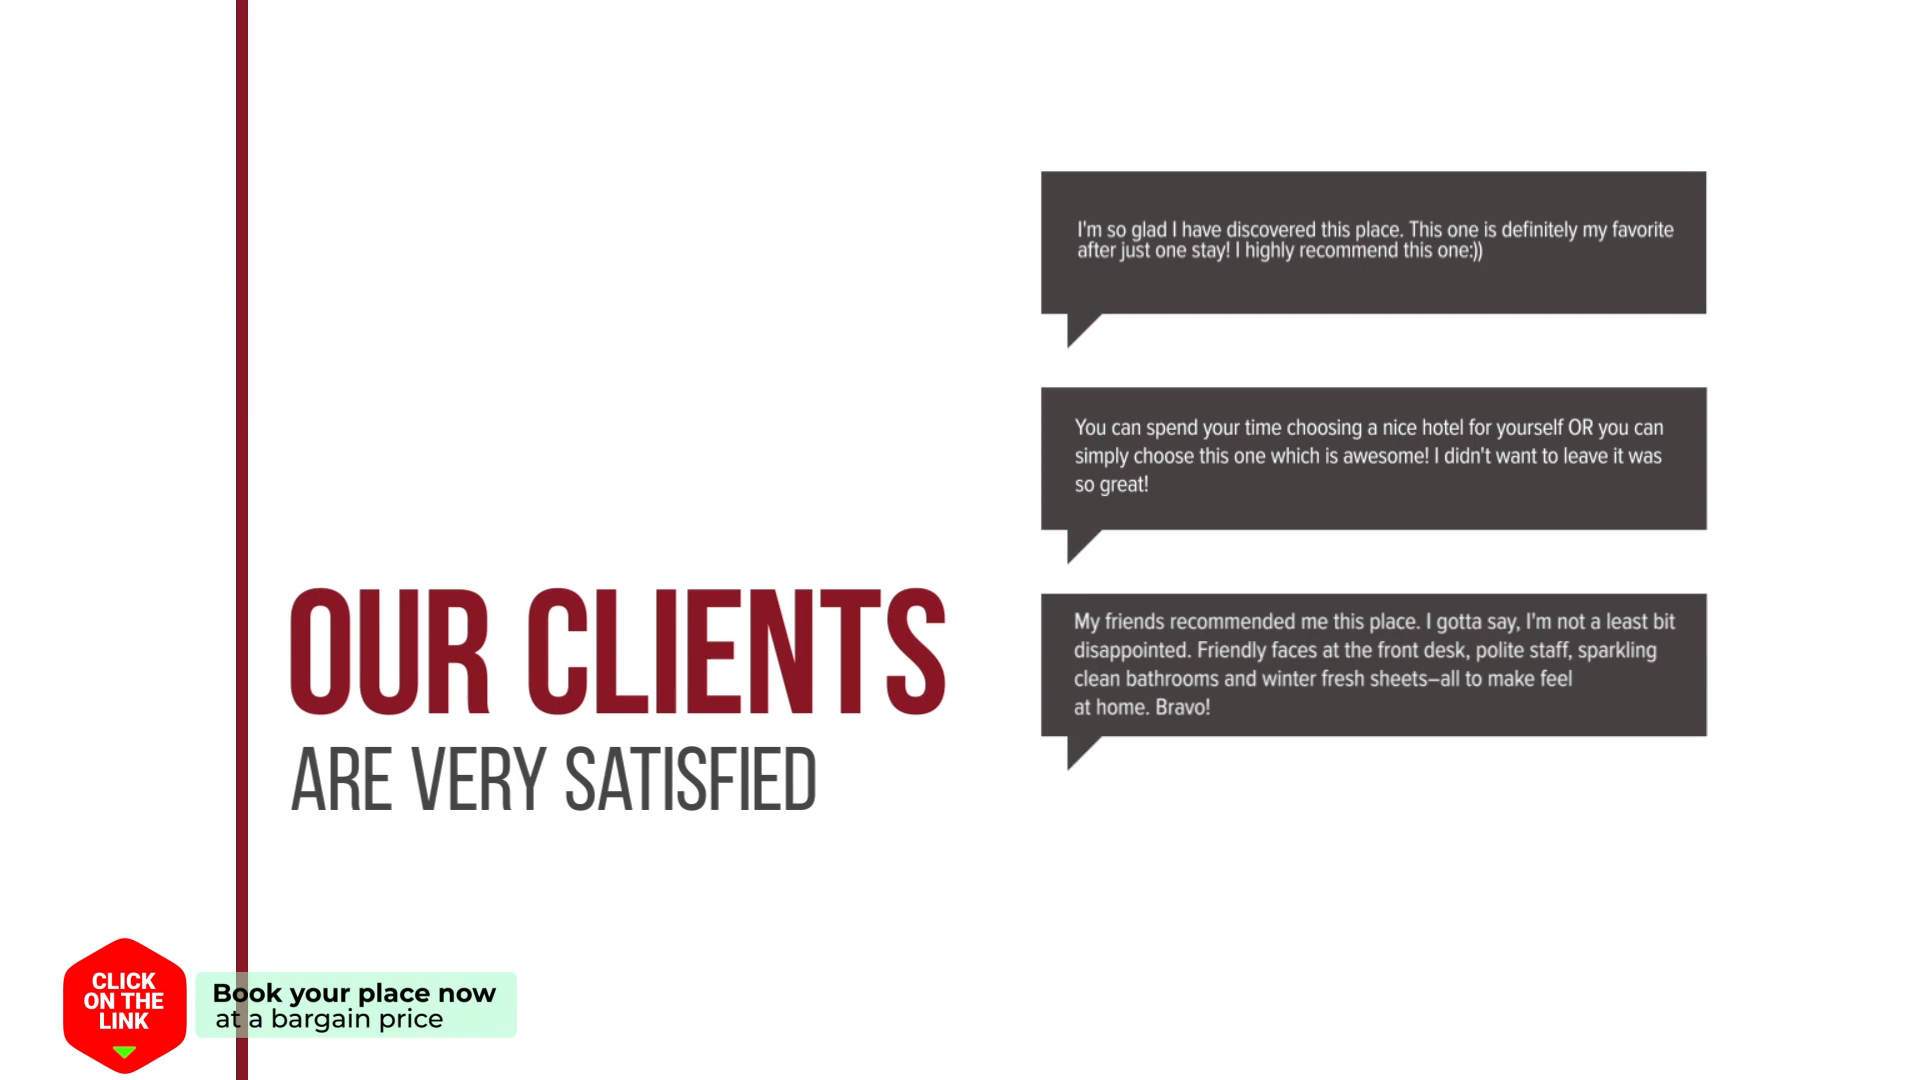 I'm so glad I have discovered this place. This one is definitely my favorite
after just one stay! I highly recommend this one:))
You can spend your time choosing a nice hotel for yourself OR you can
simply choose this one which is awesome! I didn't want to leave it was
so great!
My friends recommended me this place. I gotta say, I'm not a least bit
disappointed. Friendly faces at the front desk, polite staff, sparkling
clean bathrooms and winter fresh sheets–all to make feel
at home. Bravo!
OUR CLIENTS
ARE VERY SATISFIED
CLICK
ON THE
LINK
Book your place now
at a bargain price